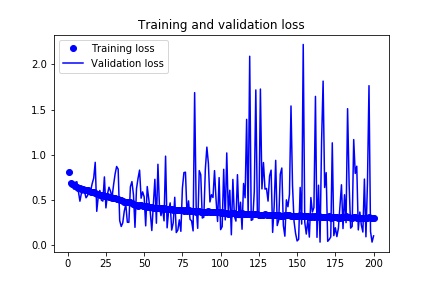 Training and validation loss
Training loss
Validation loss
2.0
1.5
1.0
0.5
0.0
0 25 50 75 100 125 150 175 200